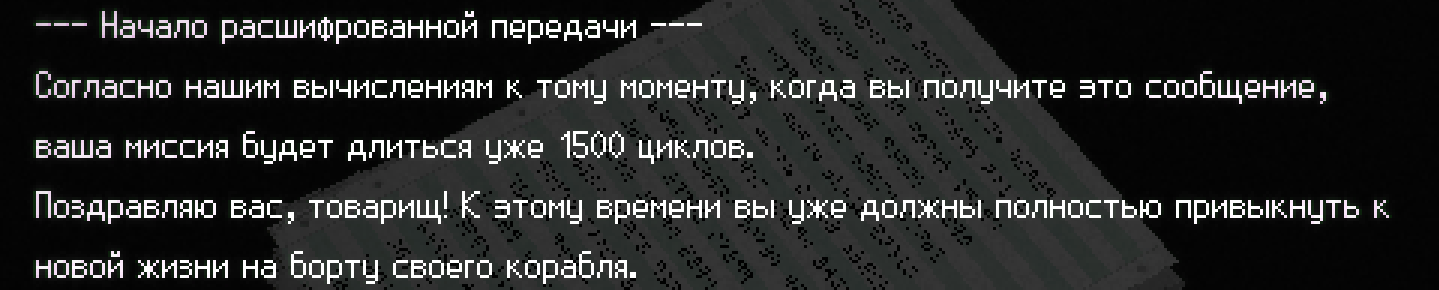 --- Начало расшифрованной передачи ---
Согласно нашим вычислениям к тому моменту, когда вы получите это сообщение,
ваша миссия будет длиться уже 1500 циклов.
Поздравляю вас, товарищ! К этому времени вы уже должны полностью привыкнуть к
новой жизни на борту своего корабля.